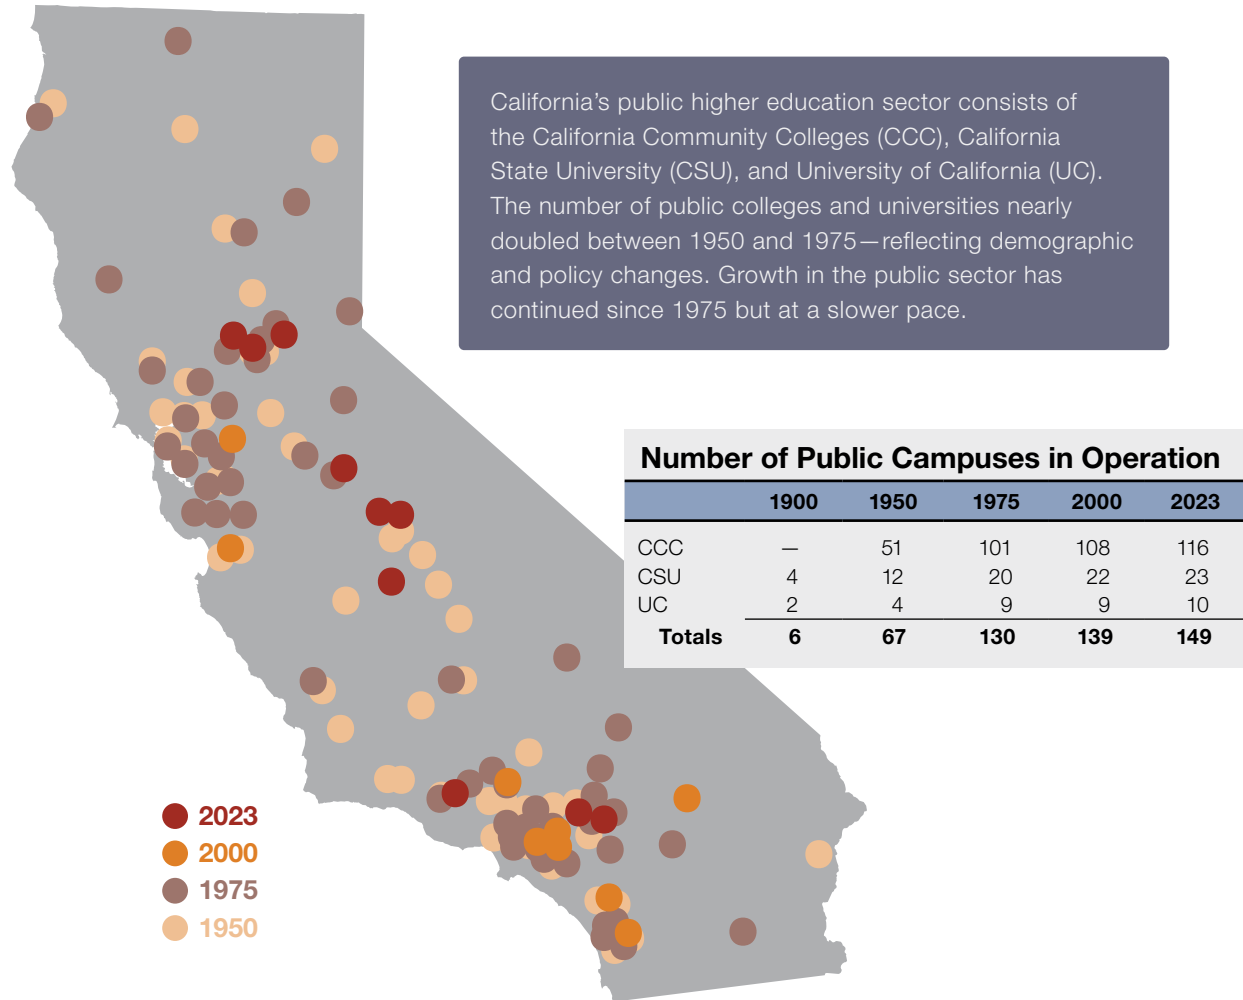 California's public higher education sector consists of
the California Community Colleges (CCC), California
State University (CSU), and University of California (UC).
The number of public colleges and universities nearly
doubled between 1950 and 1975—reflecting demographic
and policy changes. Growth in the public sector has
continued since 1975 but at a slower pace.
Number of Public Campuses in Operation
1900 1950 1975 2000 2023
CCC — 51 101 108 116
CSU 4 12 20 22 23
UC 2 4 9 9 10
Totals 6 67 130 139 149
2023
2000
1975
1950